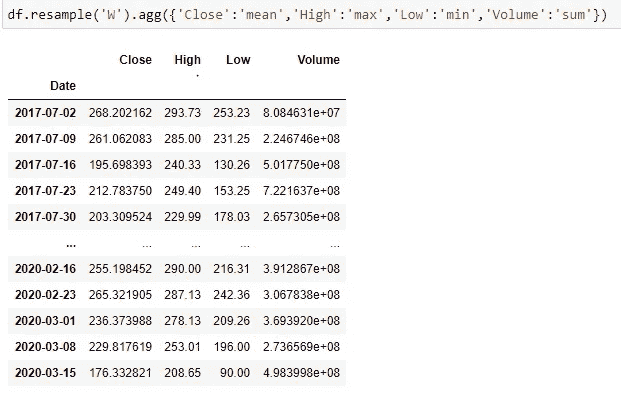 df.resample('W').agg({'Close':'mean','High':'max','Low':'min','Volume':'sum'})
Close High Low Volume
Date
2017-07-02 268.202162 293.73 253.23 8.084631e+07
2017-07-09 261.062083 285.00 231.25 2.246746e+08
2017-07-16 195.698393 240.33 130.26 5.017750e+08
2017-07-23 212.783750 249.40 153.25 7.221637e+08
2017-07-30 203.309524 229.99 178.03 2.657305e+08
... ... ... ... ...
2020-02-16 255.198452 290.00 216.31 3.912867e+08
2020-02-23 265.321905 287.13 242.36 3.067838e+08
2020-03-01 236.373988 278.13 209.26 3.693920e+08
2020-03-08 229.817619 253.01 196.00 2.736569e+08
2020-03-15 176.332821 208.65 90.00 4.983998e+08